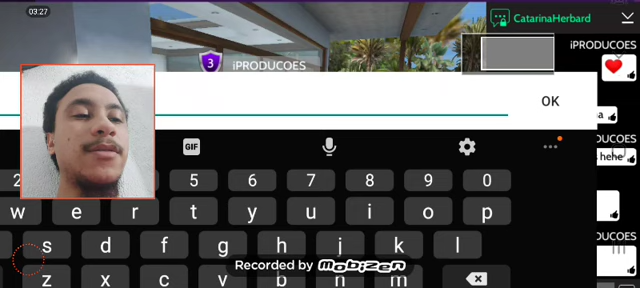 03:27
CatarinaHerbard
iPRODUCOES
3
iPRODUCOES
OK
a
GIF
s hehe
2 5 6 7 8 9 0
w e r t y u i o p
s d f g h j k l
z x c v b n m
Recorded by MOBIZEN